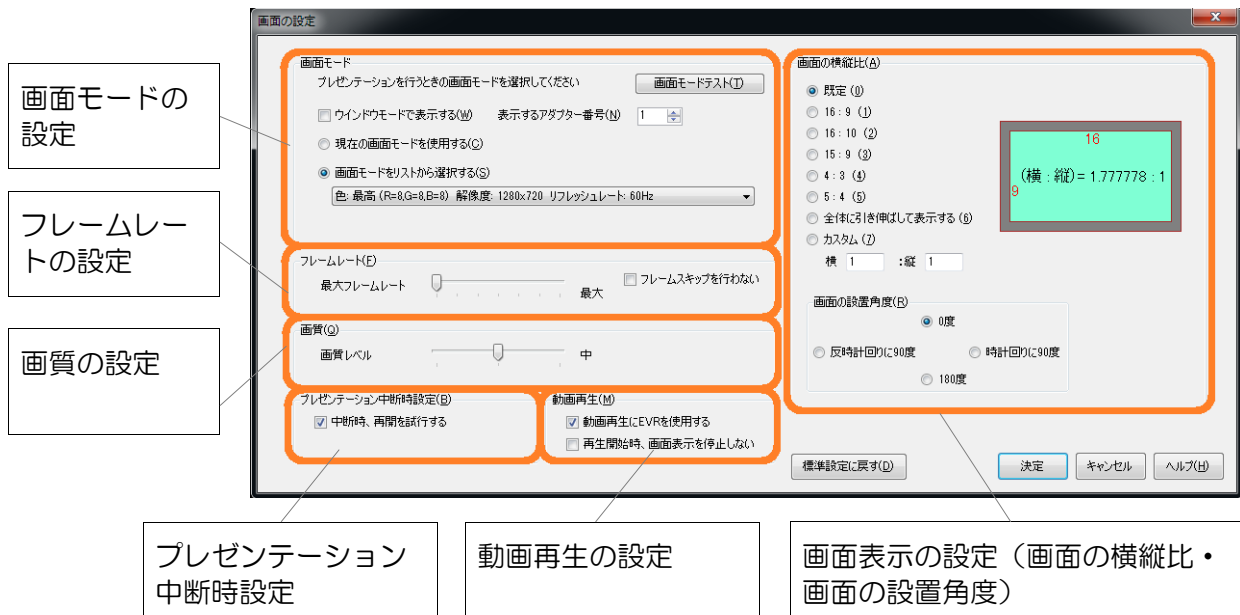 画面の設定
画面モードの
設定
フレームレー
トの設定
画質の設定
画面モード
プレゼンテーションを行うときの画面モードを選択してください
画面モードテスト(T)
ウインドウモードで表示する(W)
表示するアダプター番号(N)
1
現在の画面モードを使用する(C)
画面モードをリストから選択する(S)
色: 最高 (R=8,G=8,B=8) 解像度: 1280x720 リフレッシュレート: 60Hz
フレームレート(F)
最大フレームレート
最大
フレームスキップを行わない
画質(Q)
画質レベル
中
プレゼンテーション中断時設定(B)
中断時、再開を試行する
動画再生(M)
動画再生にEVRを使用する
再生開始時、画面表示を停止しない
画面の横縦比(A)
既定 (0)
16 : 9 (1)
16 : 10 (2)
15 : 9 (3)
4 : 3 (4)
5 : 4 (5)
全体に引き伸ばして表示する (6)
カスタム (7)
横 1 :縦 1
16
(横 : 縦)= 1.777778 : 1
9
画面の設置角度(R)
0度
反時計回りに90度
時計回りに90度
180度
標準設定に戻す(D)
決定
キャンセル
ヘルプ(H)
プレゼンテーション
中断時設定
動画再生の設定
画面表示の設定（画面の横縦比・
画面の設置角度）